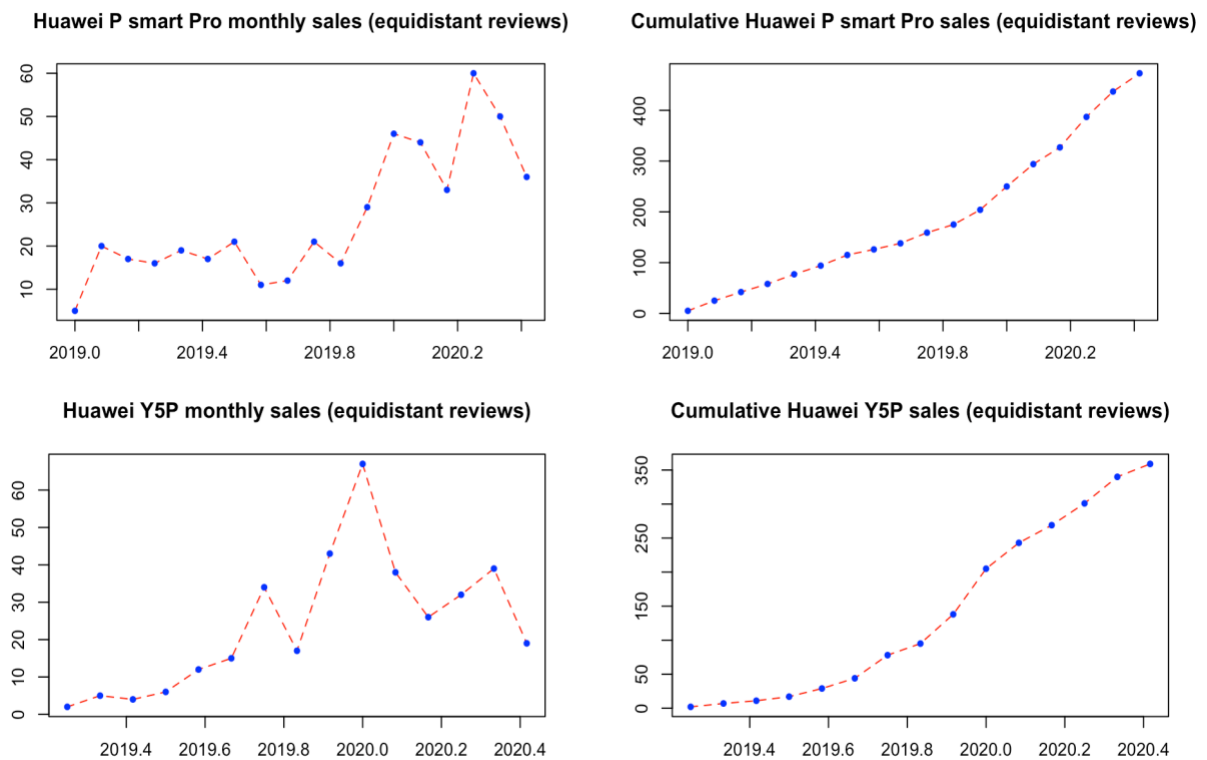 Huawei P smart Pro monthly sales (equidistant reviews)
60
50
40
30
20
10
2019.0 2019.4 2019.8 2020.2
Cumulative Huawei P smart Pro sales (equidistant reviews)
400
300
200
100
0
2019.0 2019.4 2019.8 2020.2
Huawei Y5P monthly sales (equidistant reviews)
60
50
40
30
20
10
0
2019.4 2019.6 2019.8 2020.0 2020.2 2020.4
Cumulative Huawei Y5P sales (equidistant reviews)
350
250
150
50
0
2019.4 2019.6 2019.8 2020.0 2020.2 2020.4